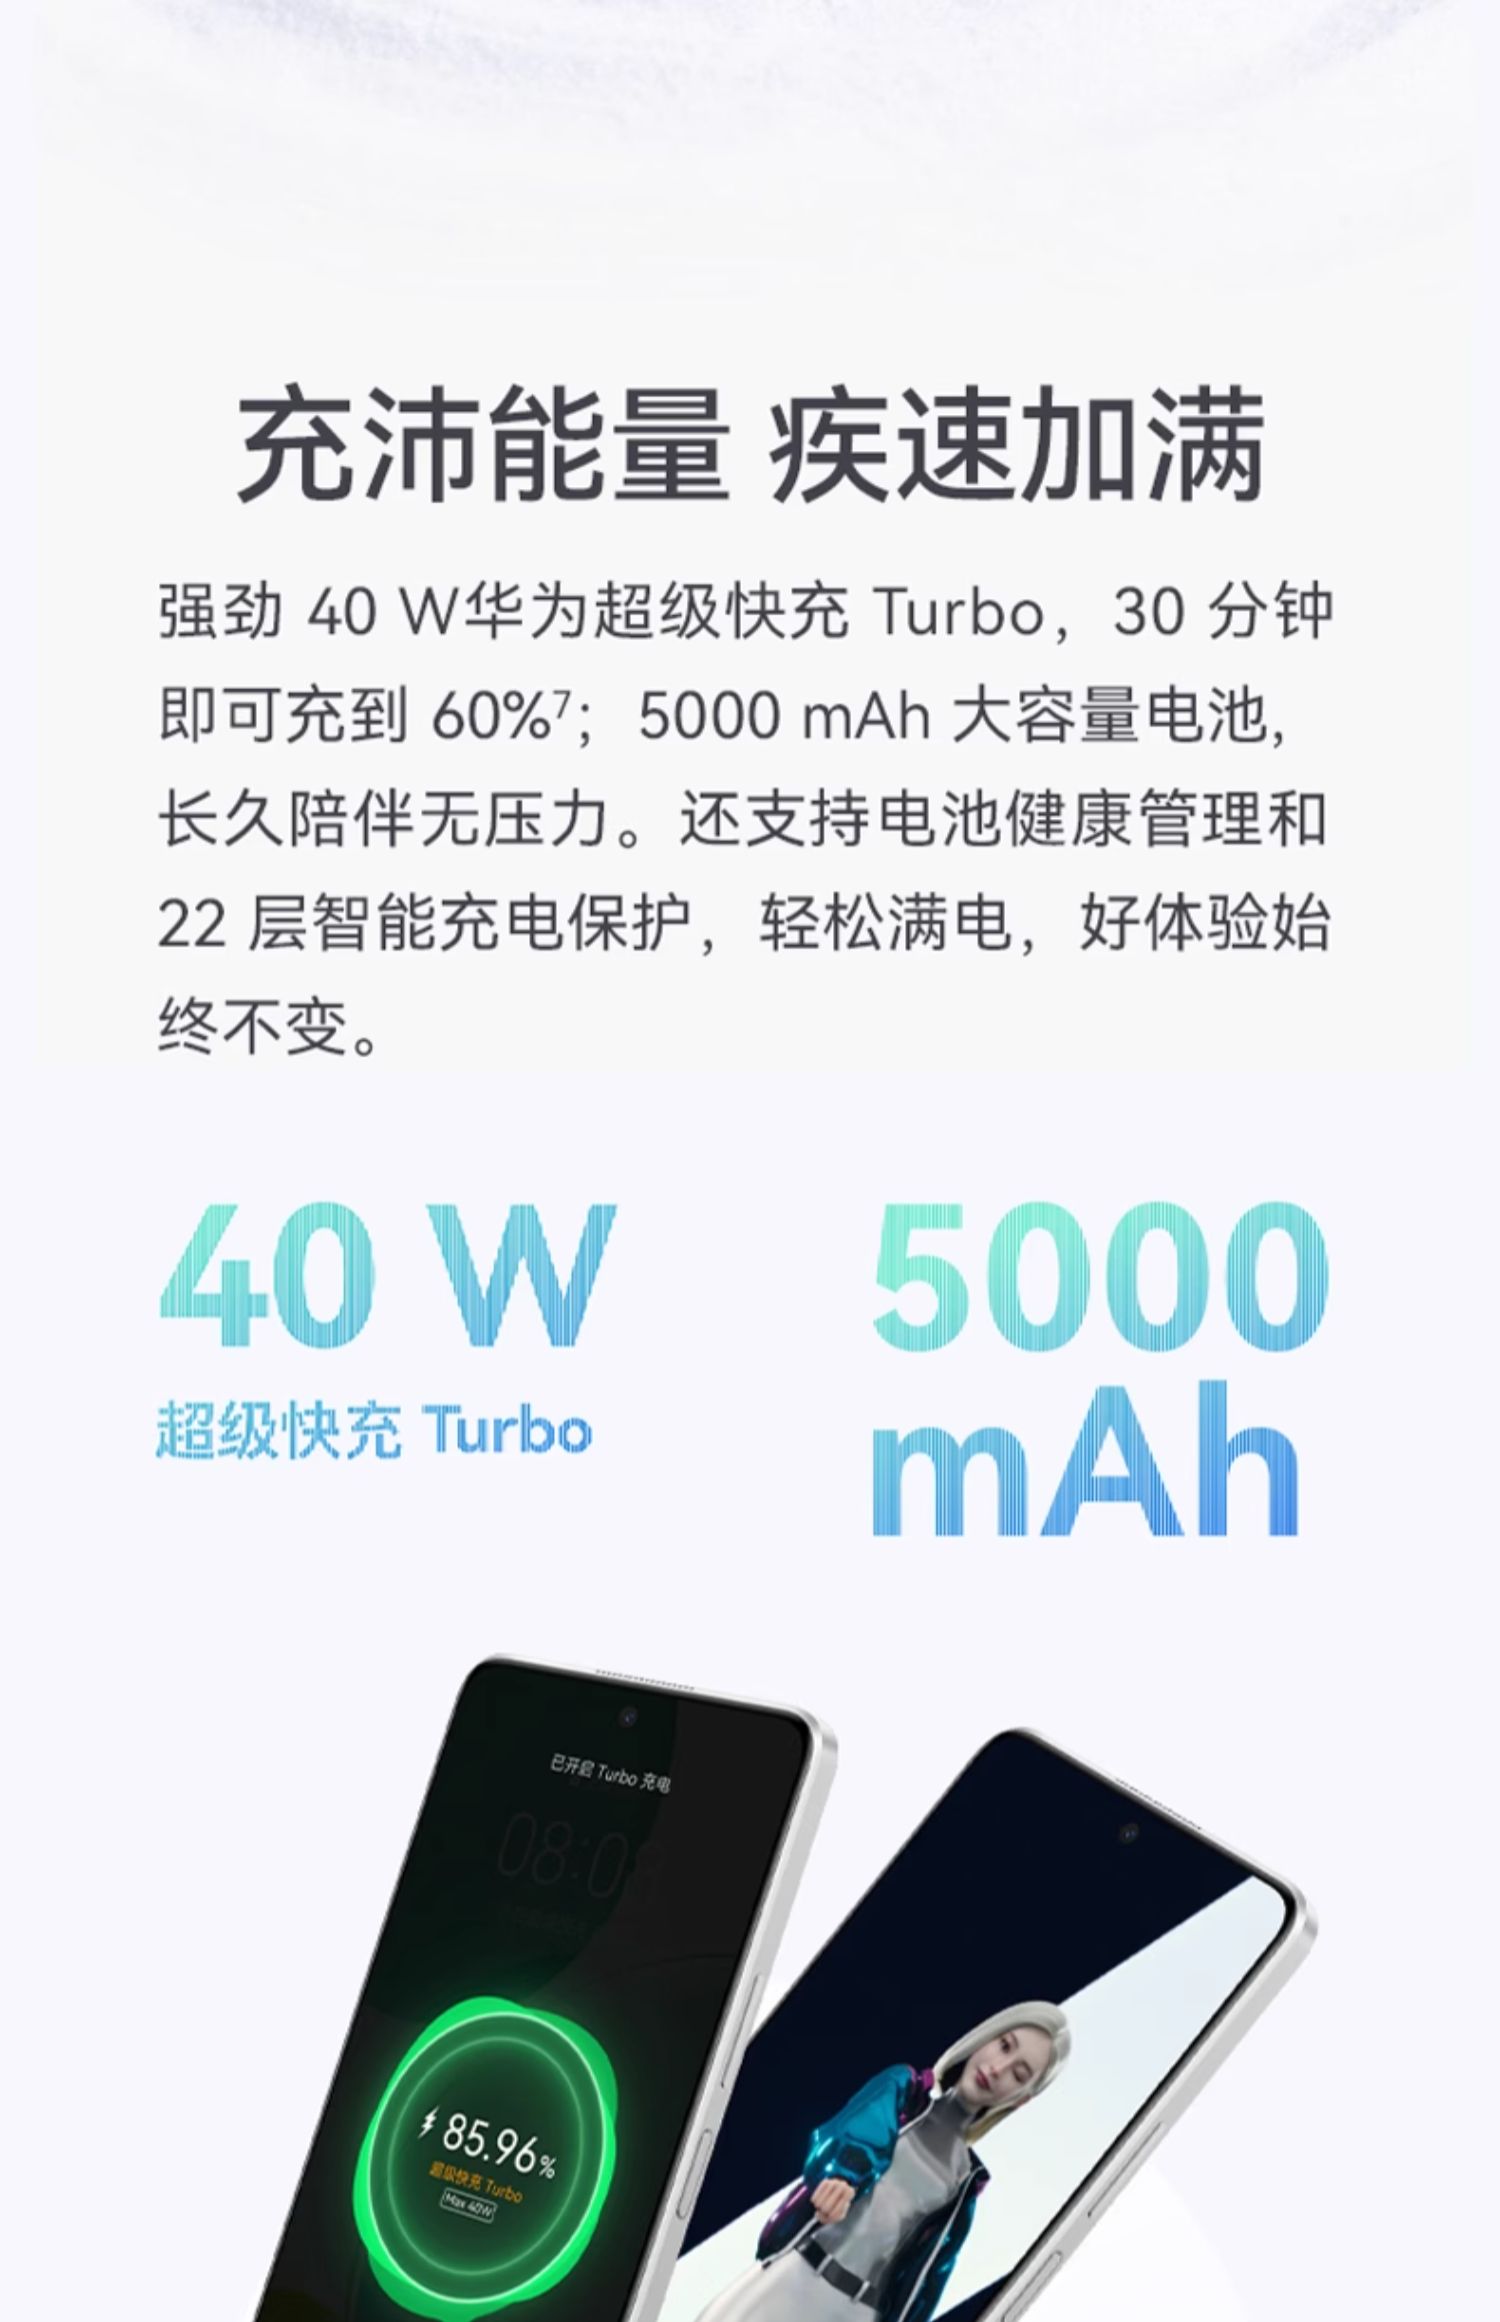 充沛能量 疾速加满
强劲 40 W华为超级快充 Turbo，30 分钟
即可充到 60%⁷；5000 mAh 大容量电池，
长久陪伴无压力。还支持电池健康管理和
22 层智能充电保护，轻松满电，好体验始
终不变。
40 W
超级快充 Turbo
5000
mAh
已开启 Turbo 充电
08:08
85.96%
超级快充 Turbo
Max 40W